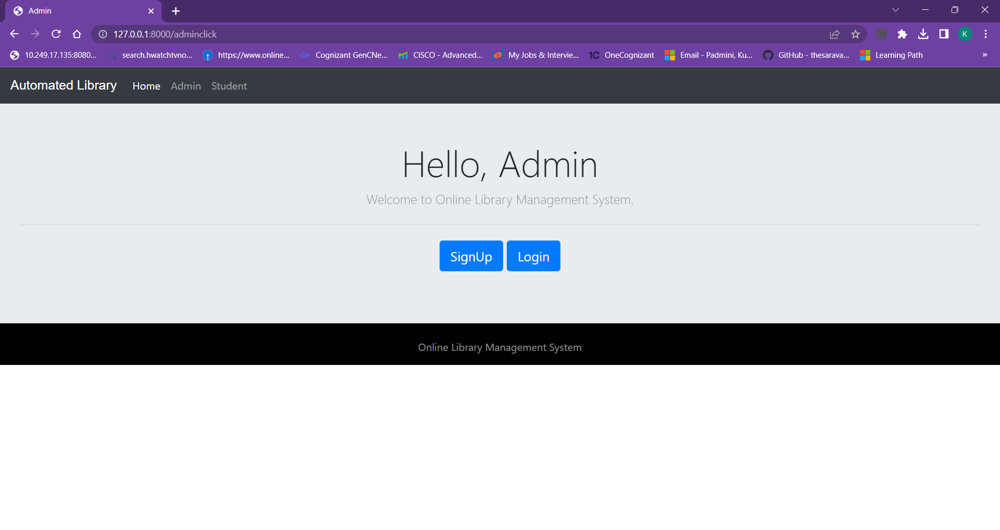 Admin
127.0.0.1:8000/adminclick
K
10.249.17.135:8080...
search.hwatchtvno...
https://www.online...
Cognizant GenCNe...
CISCO - Advanced...
My Jobs & Intervie...
1C OneCognizant
Email - Padmini, Ku...
GitHub - thesarava...
Learning Path
»
Automated Library Home Admin Student
Hello, Admin
Welcome to Online Library Management System.
SignUp Login
Online Library Management System